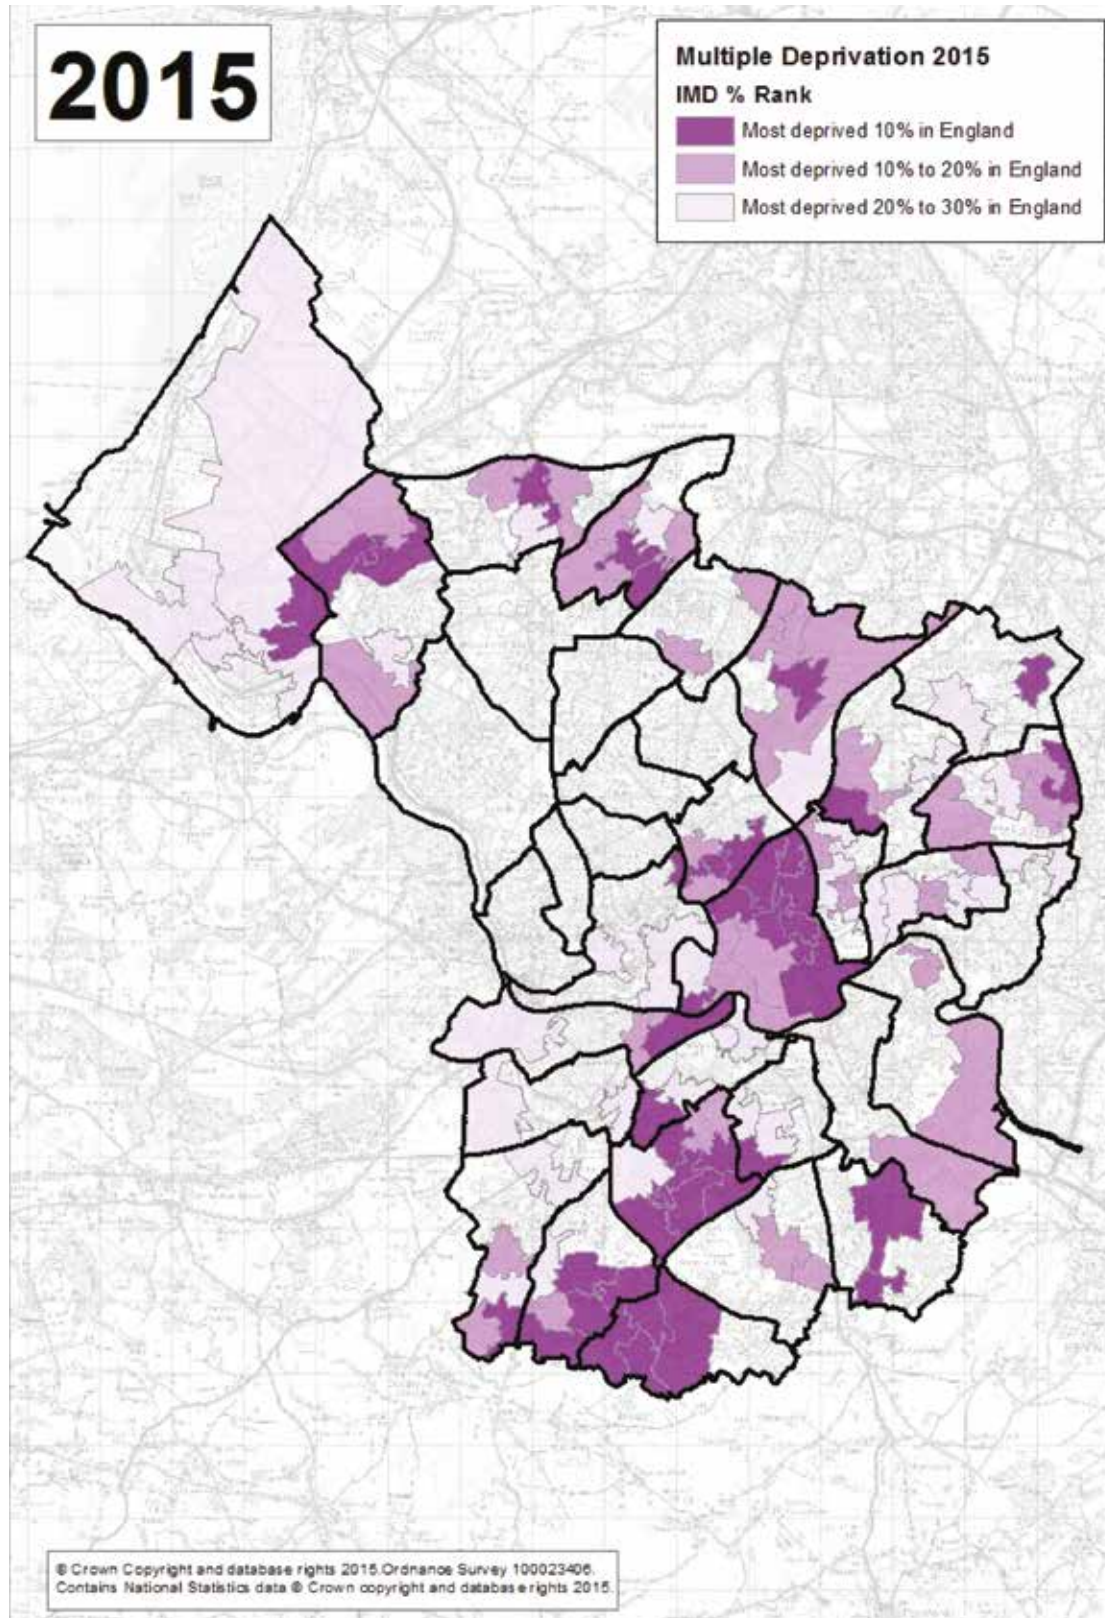 2015
Multiple Deprivation 2015
IMD % Rank
Most deprived 10% in England
Most deprived 10% to 20% in England
Most deprived 20% to 30% in England
© Crown Copyright and database rights 2015.Ordnance Survey 100023406.
Contains National Statistics data © Crown copyright and database rights 2015.